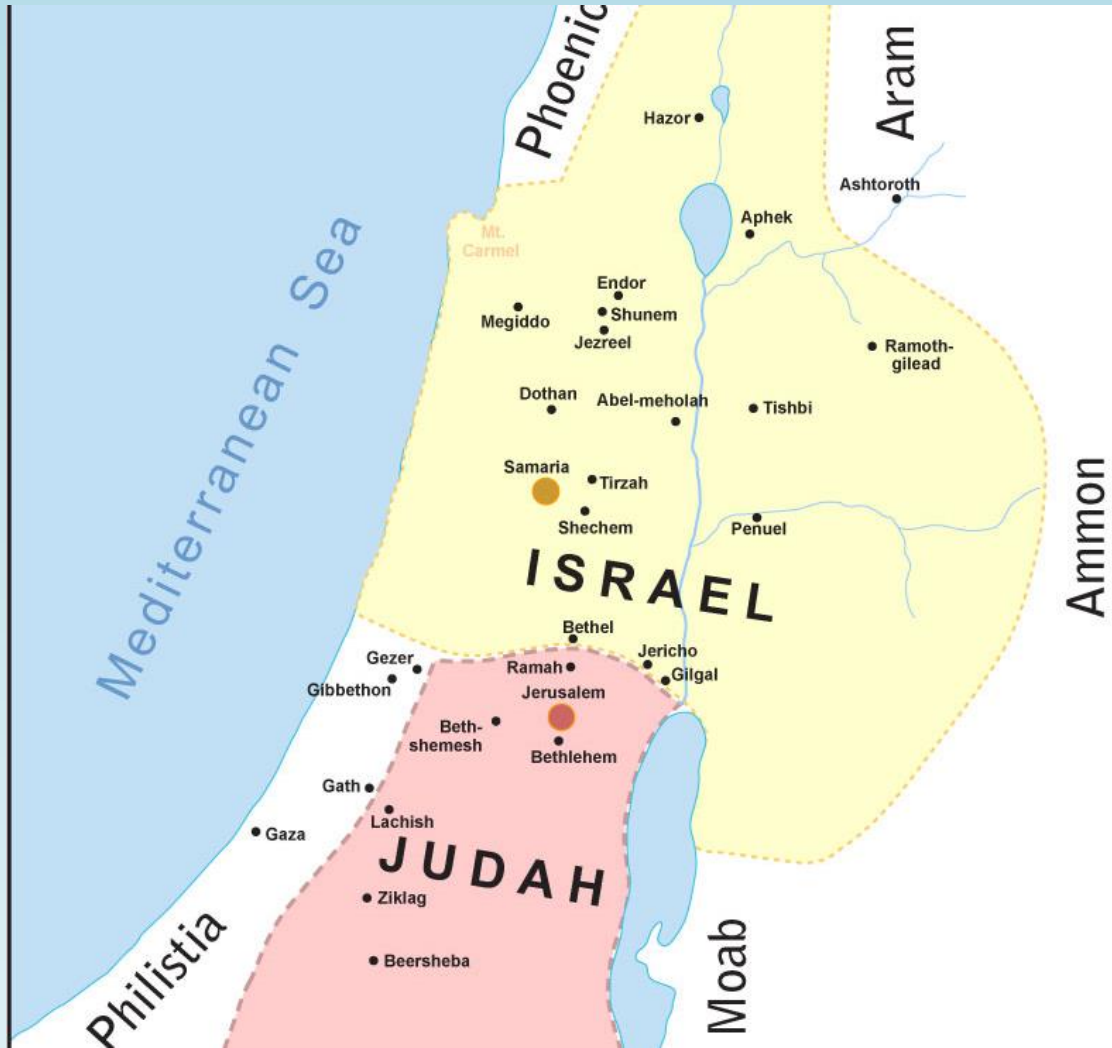 Phoenic
Aram
Hazor
Ashtoroth
Aphek
Mt.
Carmel
Endor
Shunem
Megiddo
Jezreel
Ramoth-
gilead
Mediterranean Sea
Dothan
Abel-meholah
Tishbi
Samaria
Tirzah
Shechem
Penuel
Ammon
ISRAEL
Bethel
Jericho
Gezer
Ramah
Gilgal
Gibbethon
Jerusalem
Beth-
shemesh
Bethlehem
Gath
Lachish
Gaza
JUDAH
Ziklag
Philistia
Moab
Beersheba